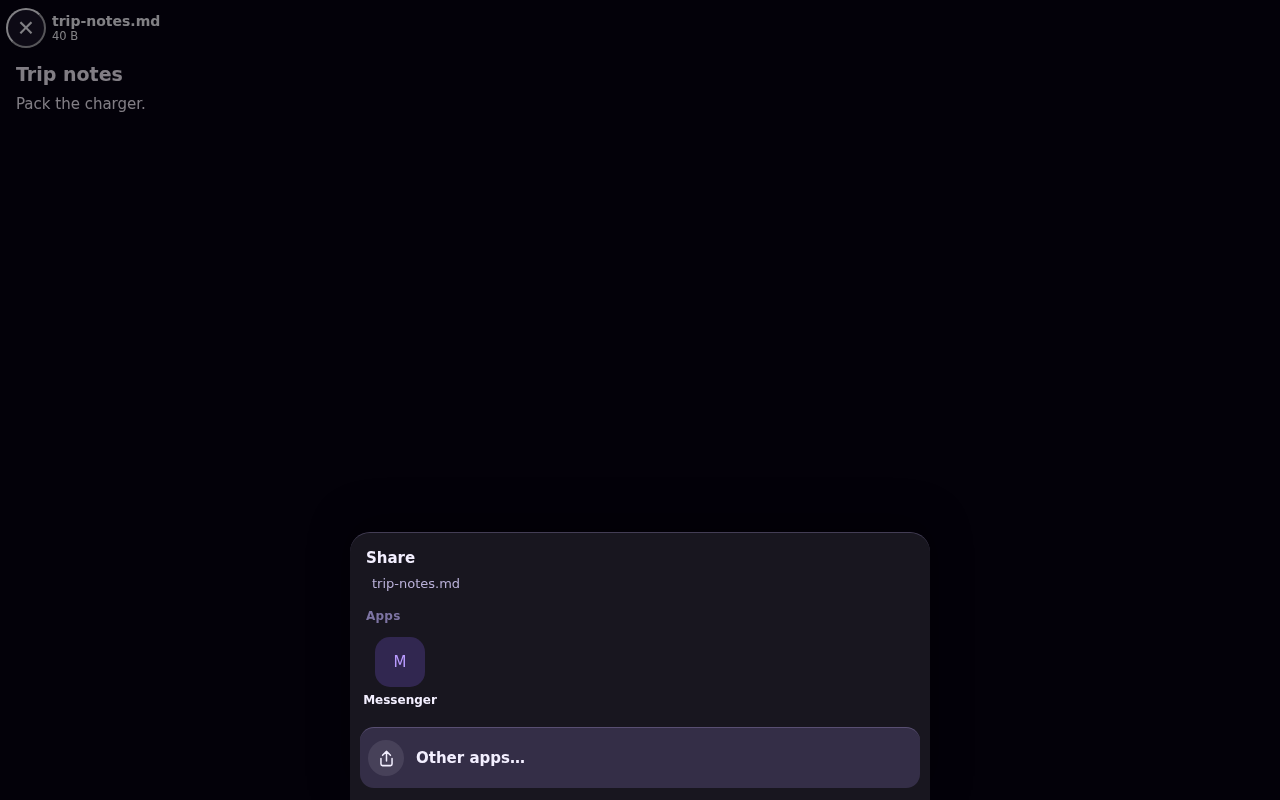 trip-notes.md
40 B
Trip notes
Pack the charger.
Share
trip-notes.md
Apps
M
Messenger
Other apps…